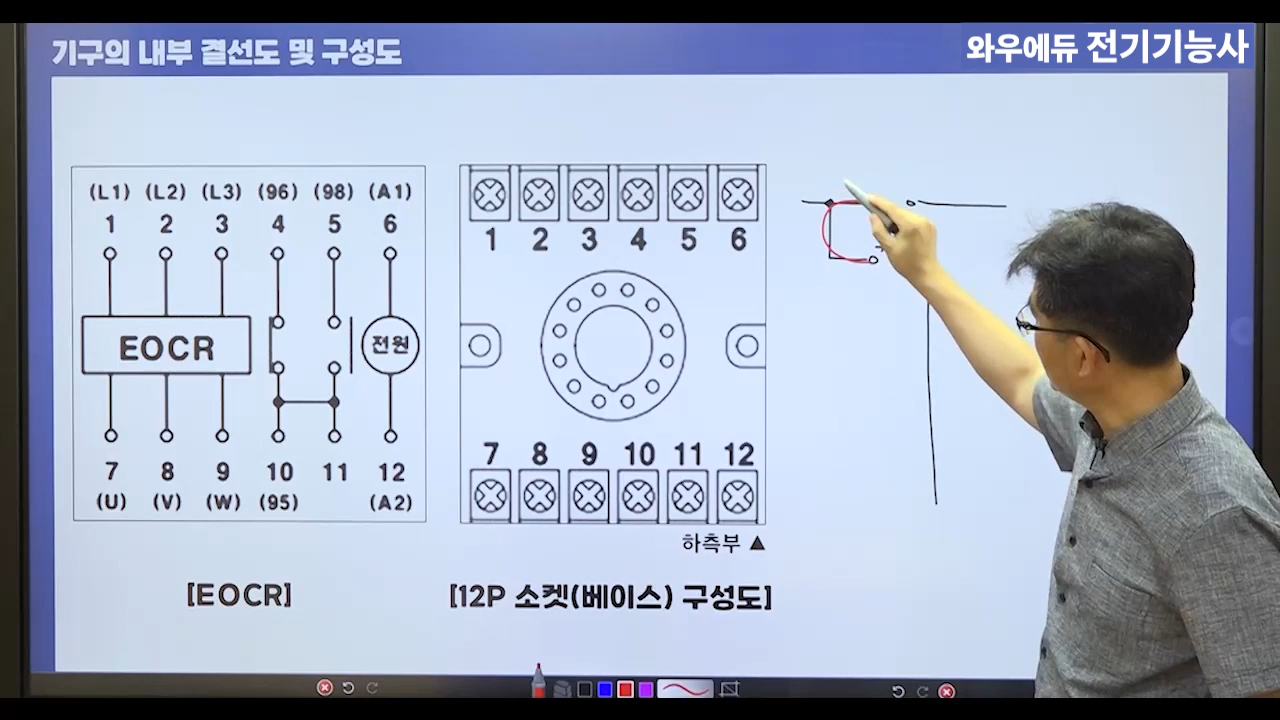 기구의 내부 결선도 및 구성도
와우에듀 전기기능사
(L1) (L2) (L3) (96) (98) (A1)
1 2 3 4 5 6
EOCR
전원
7 8 9 10 11 12
(U) (V) (W) (95) (A2)
[EOCR]
1 2 3 4 5 6
7 8 9 10 11 12
하측부 ▲
[12P 소켓(베이스) 구성도]